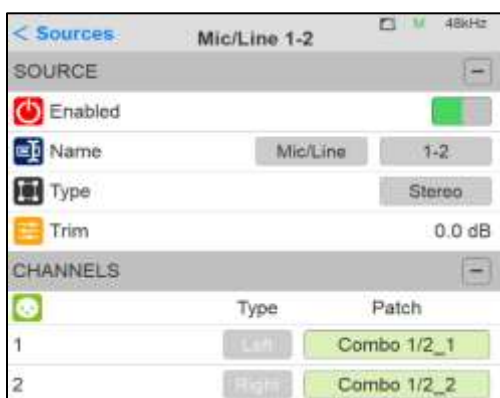 < Sources Mic/Line 1-2 M 48kHz
SOURCE
Enabled
Name Mic/Line 1-2
Type Stereo
Trim 0.0 dB
CHANNELS
Type Patch
1 Left Combo 1/2_1
2 Right Combo 1/2_2